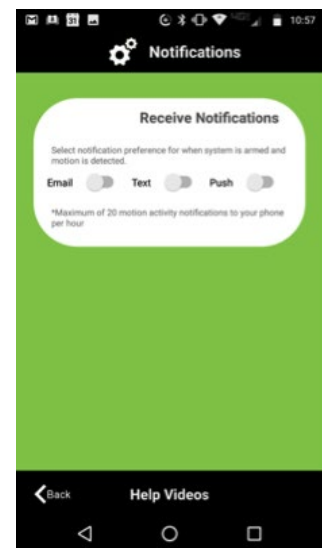 31 10:57
Notifications
Receive Notifications
Select notification preference for when system is armed and
motion is detected.
Email Text Push
*Maximum of 20 motion activity notifications to your phone
per hour
Back Help Videos